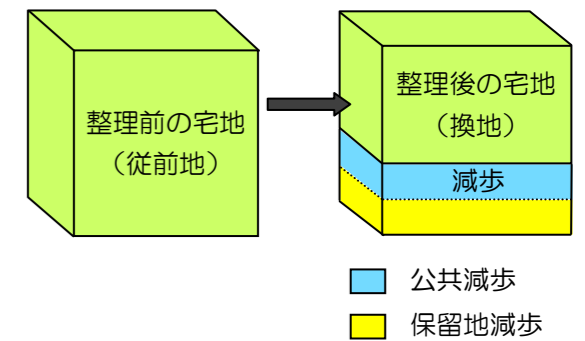 整理前の宅地
（従前地）
整理後の宅地
（換地）
減歩
公共減歩
保留地減歩